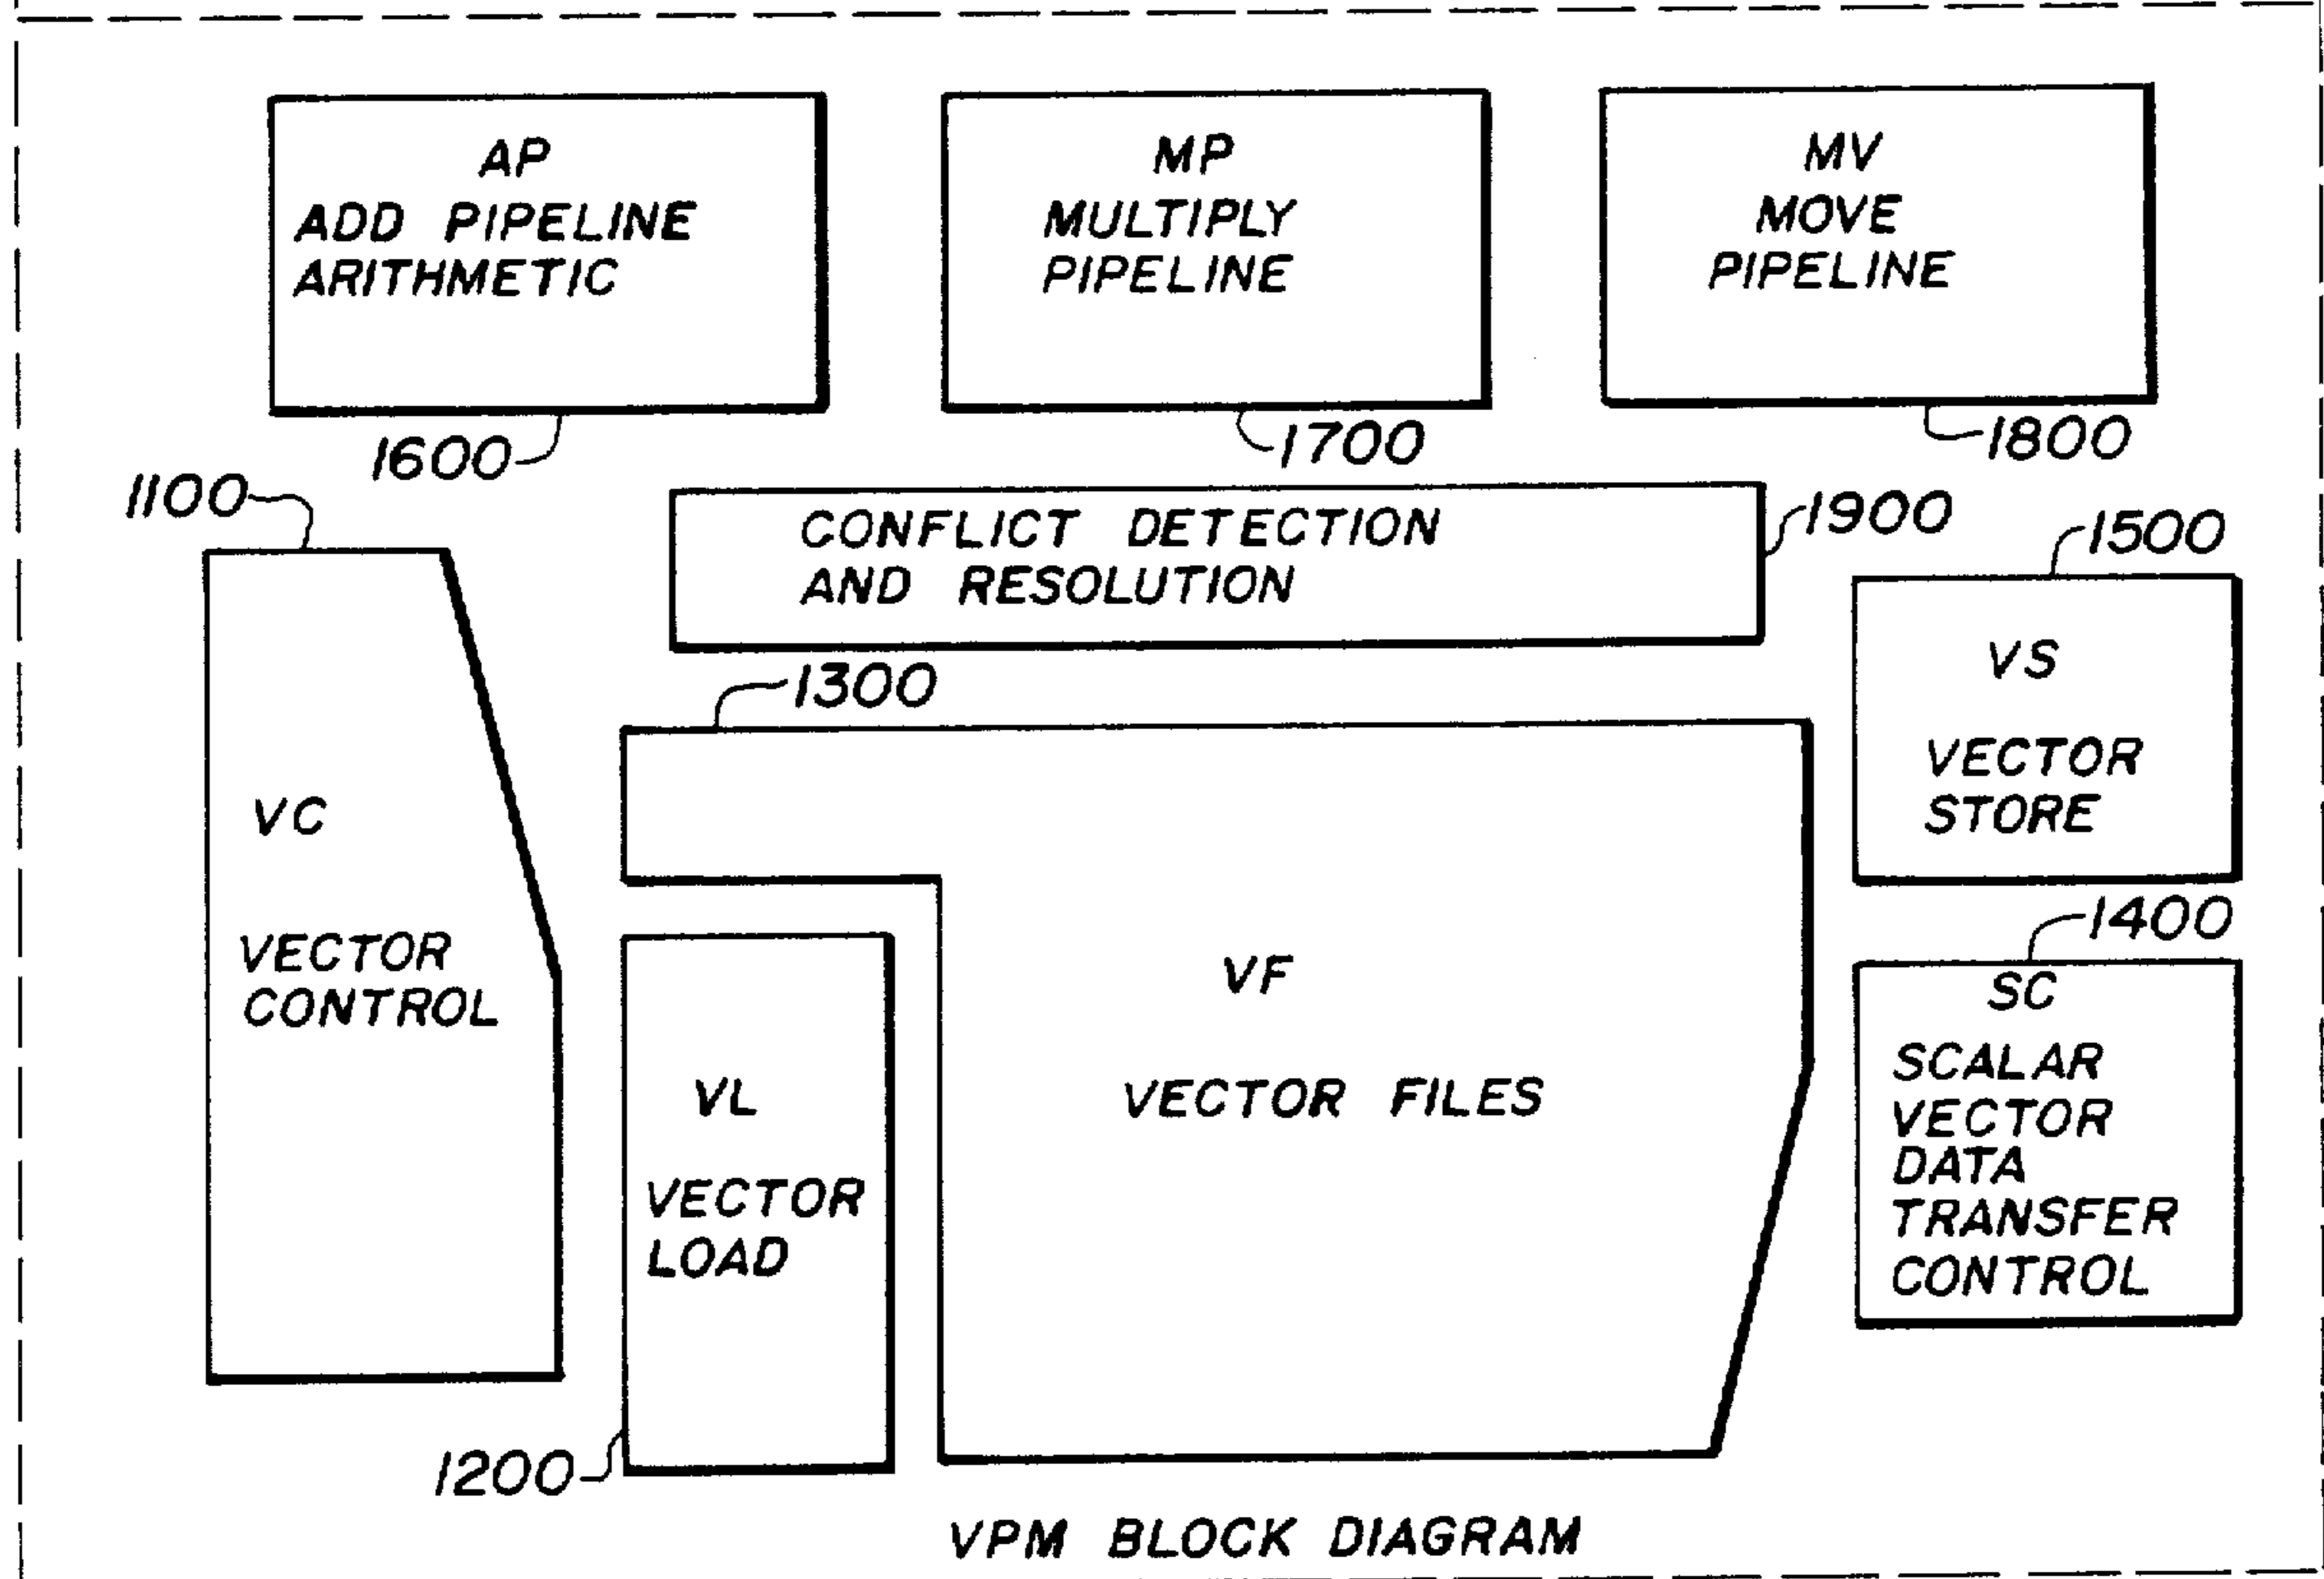 AP
ADD PIPELINE
ARITHMETIC
MP
MULTIPLY
PIPELINE
MV
MOVE
PIPELINE
1600
1700
1800
1100
CONFLICT DETECTION
AND RESOLUTION
1900
1500
VS
VECTOR
STORE
1300
VC
VECTOR
CONTROL
VF
VECTOR FILES
1400
SC
SCALAR
VECTOR
DATA
TRANSFER
CONTROL
VL
VECTOR
LOAD
1200
VPM BLOCK DIAGRAM